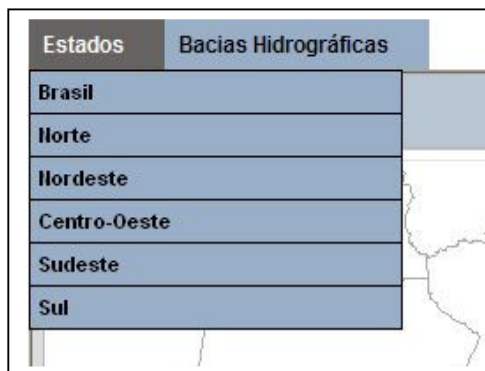 Estados Bacias Hidrográficas
Brasil
Norte
Nordeste
Centro-Oeste
Sudeste
Sul